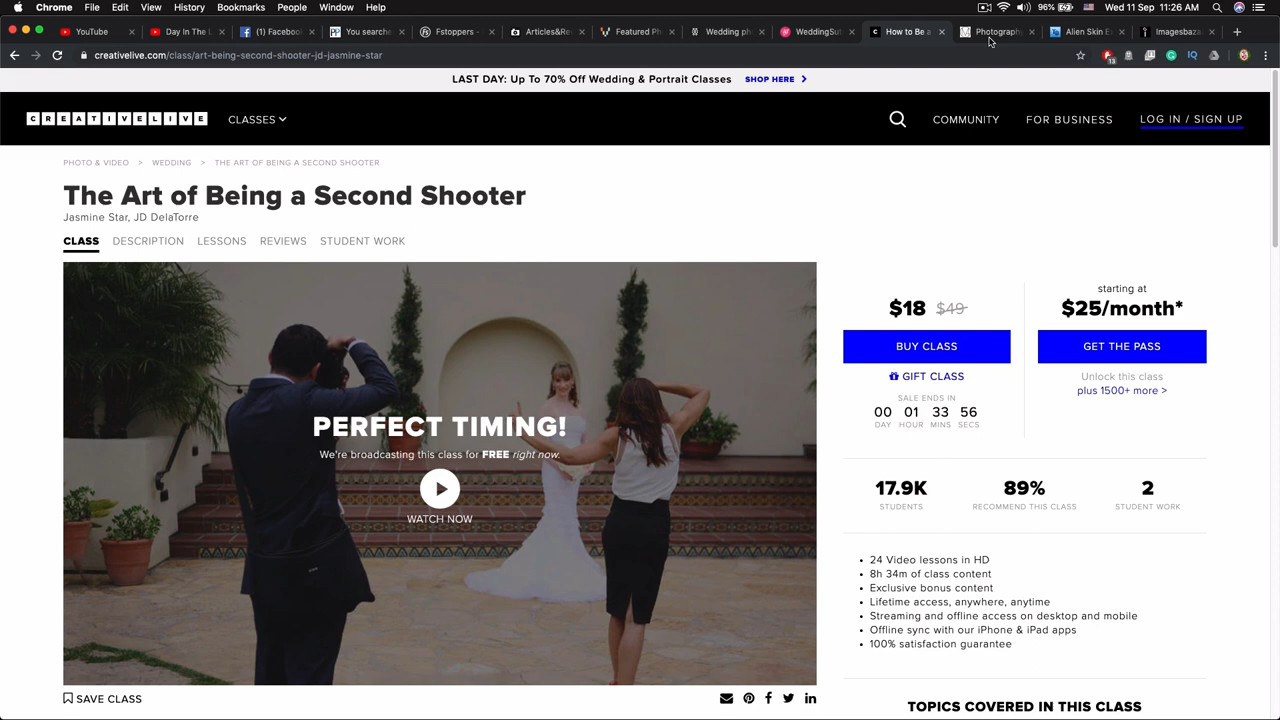 Chrome File Edit View History Bookmarks People Window Help
96% Wed 11 Sep 11:26 AM
YouTube Day In The L Facebook You searche Fstoppers - Articles&Re Featured Ph Wedding ph WeddingSut How to Be a Photograph Alien Skin Ex Imagesbaza
creativelive.com/class/art-being-second-shooter-jd-jasmine-star
LAST DAY: Up To 70% Off Wedding & Portrait Classes SHOP HERE >
CREATIVELIVE CLASSES COMMUNITY FOR BUSINESS LOG IN / SIGN UP
PHOTO & VIDEO > WEDDING > THE ART OF BEING A SECOND SHOOTER
The Art of Being a Second Shooter
Jasmine Star, JD DelaTorre
CLASS DESCRIPTION LESSONS REVIEWS STUDENT WORK
PERFECT TIMING!
We're broadcasting this class for FREE right now.
WATCH NOW
SAVE CLASS
$18 $49
BUY CLASS
GIFT CLASS
SALE ENDS IN
00 01 33 56
DAY HOUR MINS SECS
starting at
$25/month*
GET THE PASS
Unlock this class
plus 1500+ more >
17.9K 89% 2
STUDENTS RECOMMEND THIS CLASS STUDENT WORK
• 24 Video lessons in HD
• 8h 34m of class content
• Exclusive bonus content
• Lifetime access, anywhere, anytime
• Streaming and offline access on desktop and mobile
• Offline sync with our iPhone & iPad apps
• 100% satisfaction guarantee
TOPICS COVERED IN THIS CLASS